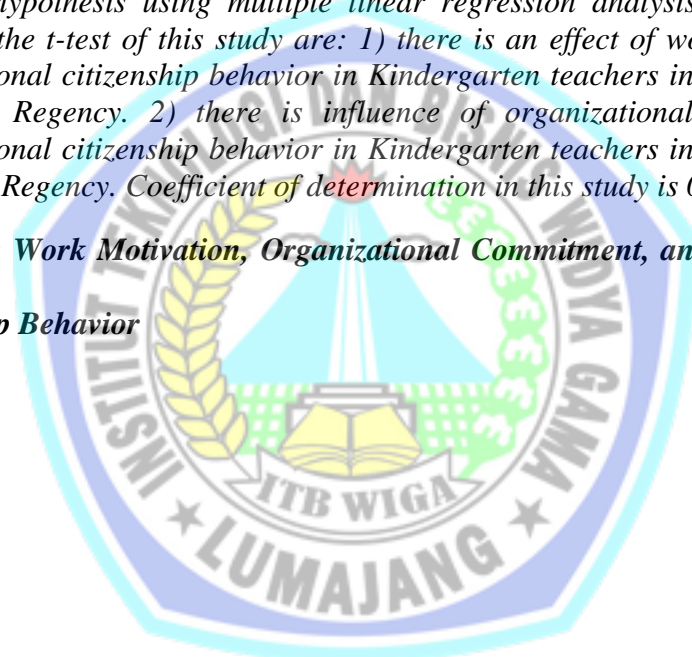 hypothesis using multiple linear regression analysis
the t-test of this study are: 1) there is an effect of wo
onal citizenship behavior in Kindergarten teachers in
Regency. 2) there is influence of organizational
onal citizenship behavior in Kindergarten teachers in
Regency. Coefficient of determination in this study is
Work Motivation, Organizational Commitment, an
p Behavior
INSTITUT TEKNOLOGI DAN BISNIS WIDYA GAMA
ITB WIGA
LUMAJANG